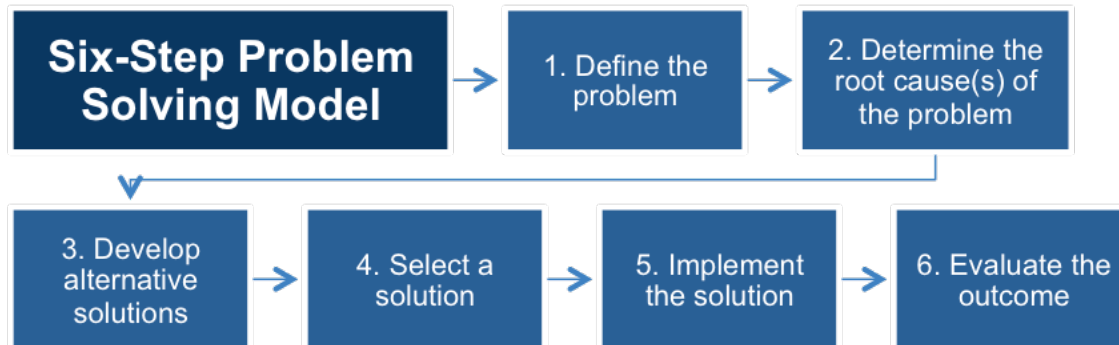 Six-Step Problem
Solving Model
1. Define the
problem
2. Determine the
root cause(s) of
the problem
3. Develop
alternative
solutions
4. Select a
solution
5. Implement
the solution
6. Evaluate the
outcome